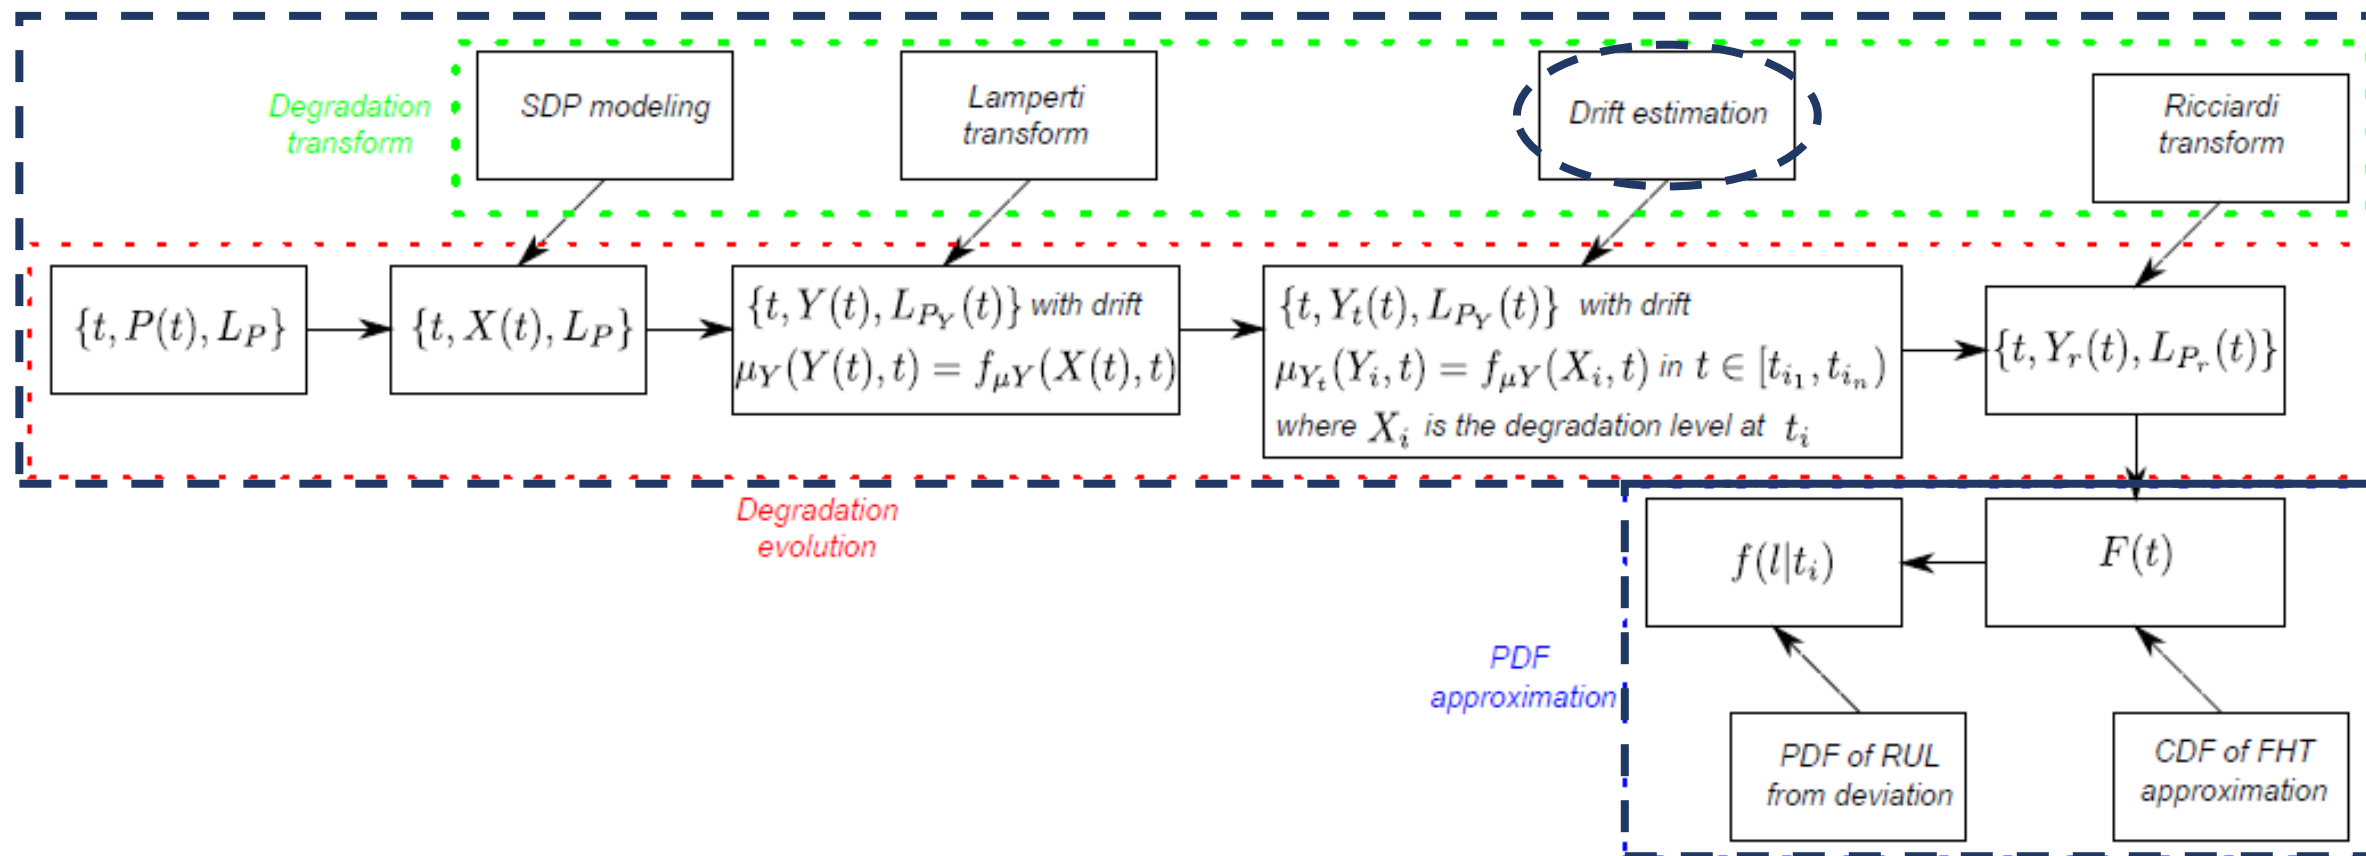 Degradation
transform
SDP modeling
Lamperti
transform
Drift estimation
Ricciardi
transform
{t, P(t), L_P}
{t, X(t), L_P}
{t, Y(t), L_{P_Y}(t)} with drift
μ_Y(Y(t), t) = f_{μY}(X(t), t)
{t, Y_t(t), L_{P_Y}(t)} with drift
μ_{Y_t}(Y_i, t) = f_{μY}(X_i, t) in t ∈ [t_{i_1}, t_{i_n})
where X_i is the degradation level at t_i
{t, Y_r(t), L_{P_r}(t)}
Degradation
evolution
f(l|t_i)
F(t)
PDF
approximation
PDF of RUL
from deviation
CDF of FHT
approximation